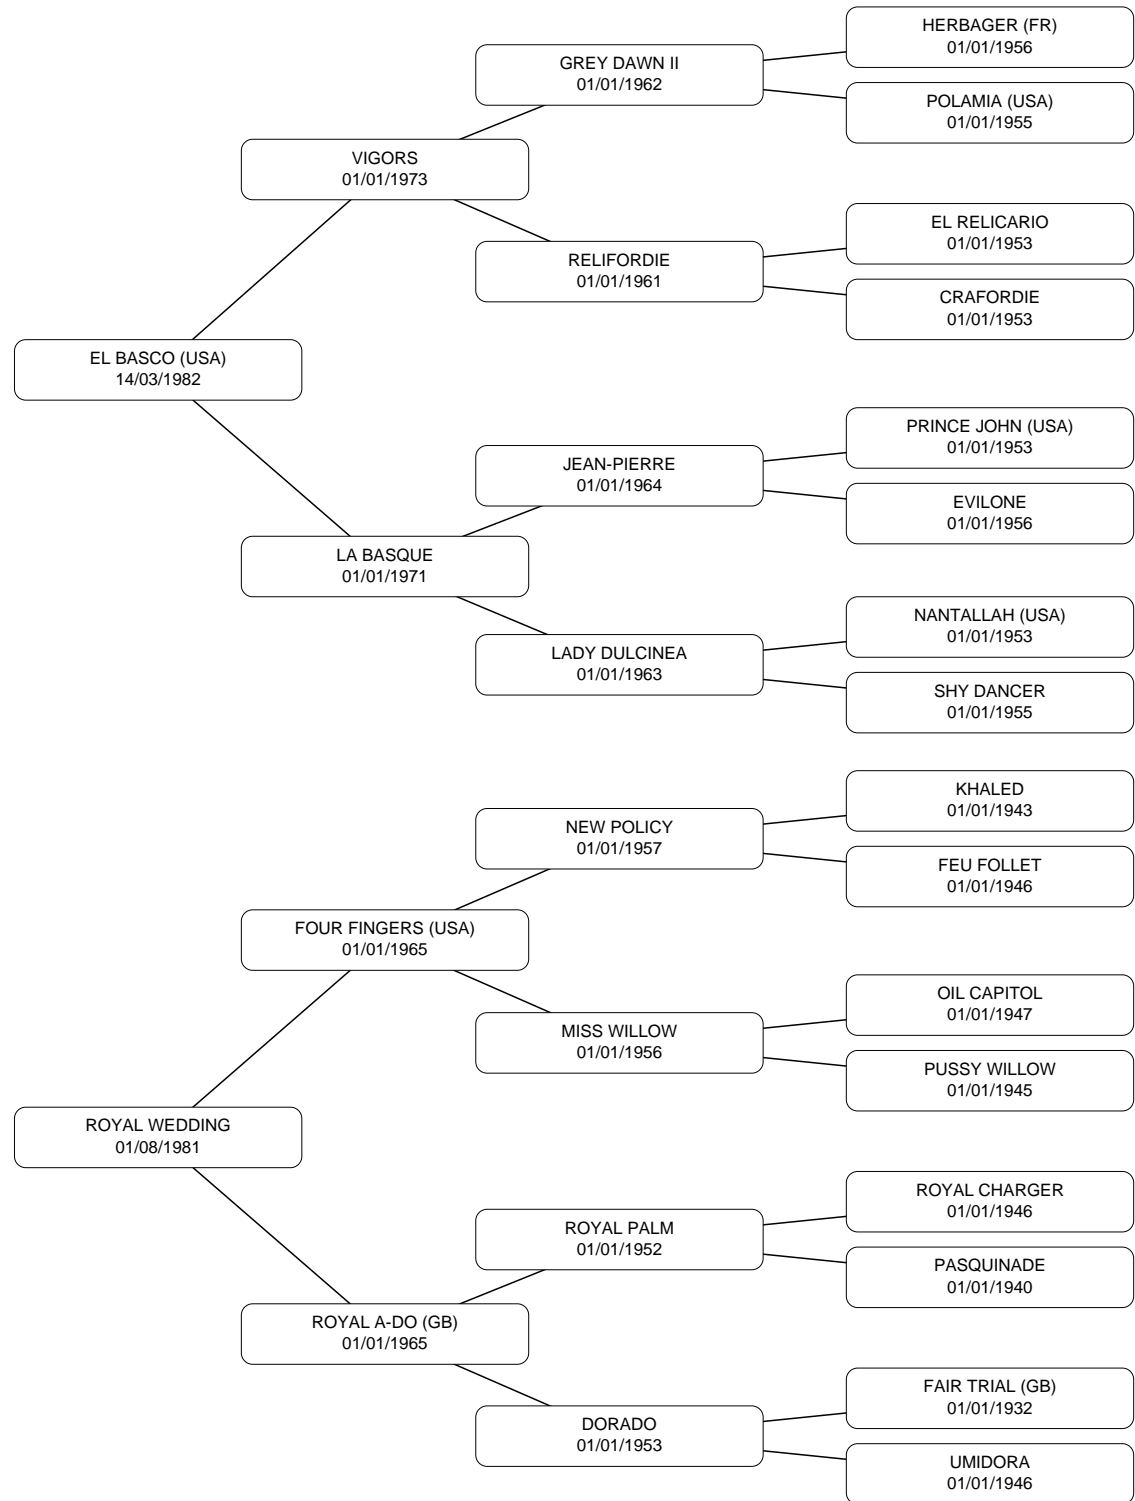 HERBAGER (FR)
01/01/1956
GREY DAWN II
01/01/1962
POLAMIA (USA)
01/01/1955
VIGORS
01/01/1973
EL RELICARIO
01/01/1953
RELIFORDIE
01/01/1961
CRAFORDIE
01/01/1953
EL BASCO (USA)
14/03/1982
PRINCE JOHN (USA)
01/01/1953
JEAN-PIERRE
01/01/1964
EVILONE
01/01/1956
LA BASQUE
01/01/1971
NANTALLAH (USA)
01/01/1953
LADY DULCINEA
01/01/1963
SHY DANCER
01/01/1955
KHALED
01/01/1943
NEW POLICY
01/01/1957
FEU FOLLET
01/01/1946
FOUR FINGERS (USA)
01/01/1965
OIL CAPITOL
01/01/1947
MISS WILLOW
01/01/1956
PUSSY WILLOW
01/01/1945
ROYAL WEDDING
01/08/1981
ROYAL CHARGER
01/01/1946
ROYAL PALM
01/01/1952
PASQUINADE
01/01/1940
ROYAL A-DO (GB)
01/01/1965
FAIR TRIAL (GB)
01/01/1932
DORADO
01/01/1953
UMIDORA
01/01/1946